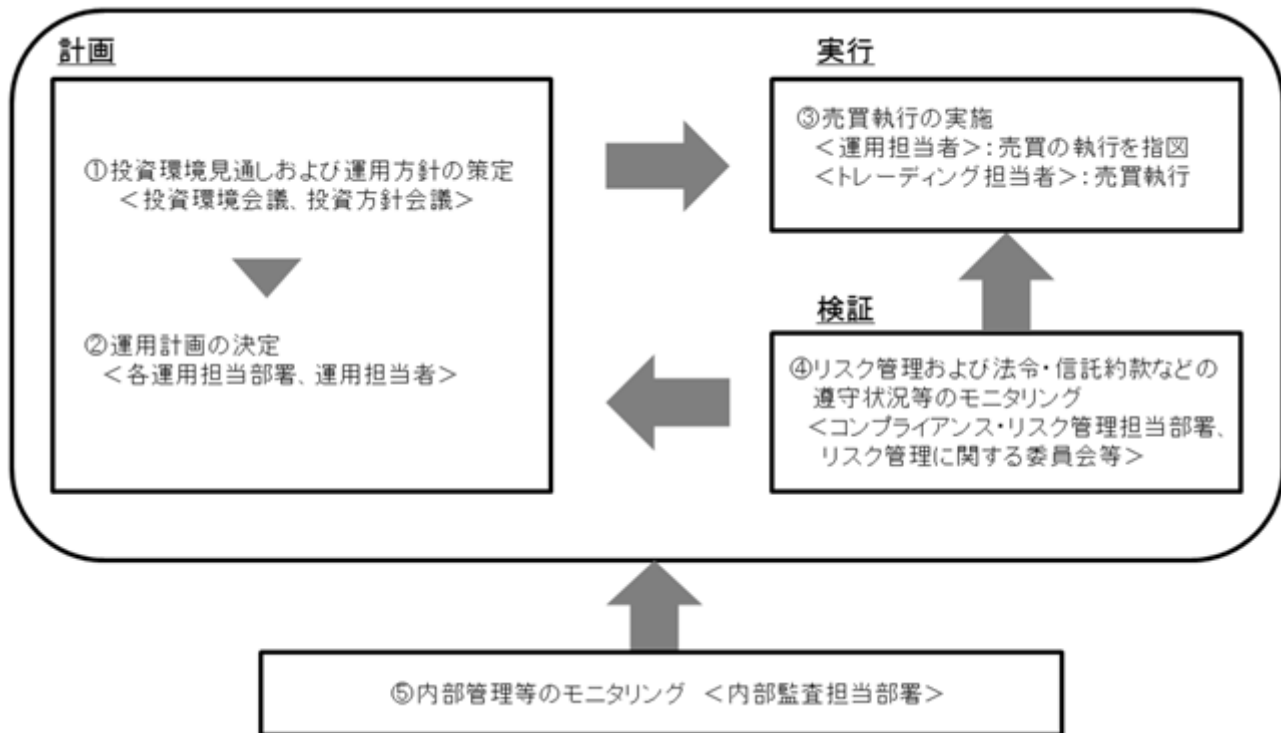 計画
①投資環境見通しおよび運用方針の策定
＜投資環境会議、投資方針会議＞
②運用計画の決定
＜各運用担当部署、運用担当者＞
実行
③売買執行の実施
＜運用担当者＞：売買の執行を指図
＜トレーディング担当者＞：売買執行
検証
④リスク管理および法令・信託約款などの
遵守状況等のモニタリング
＜コンプライアンス・リスク管理担当部署、
リスク管理に関する委員会等＞
⑤内部管理等のモニタリング ＜内部監査担当部署＞